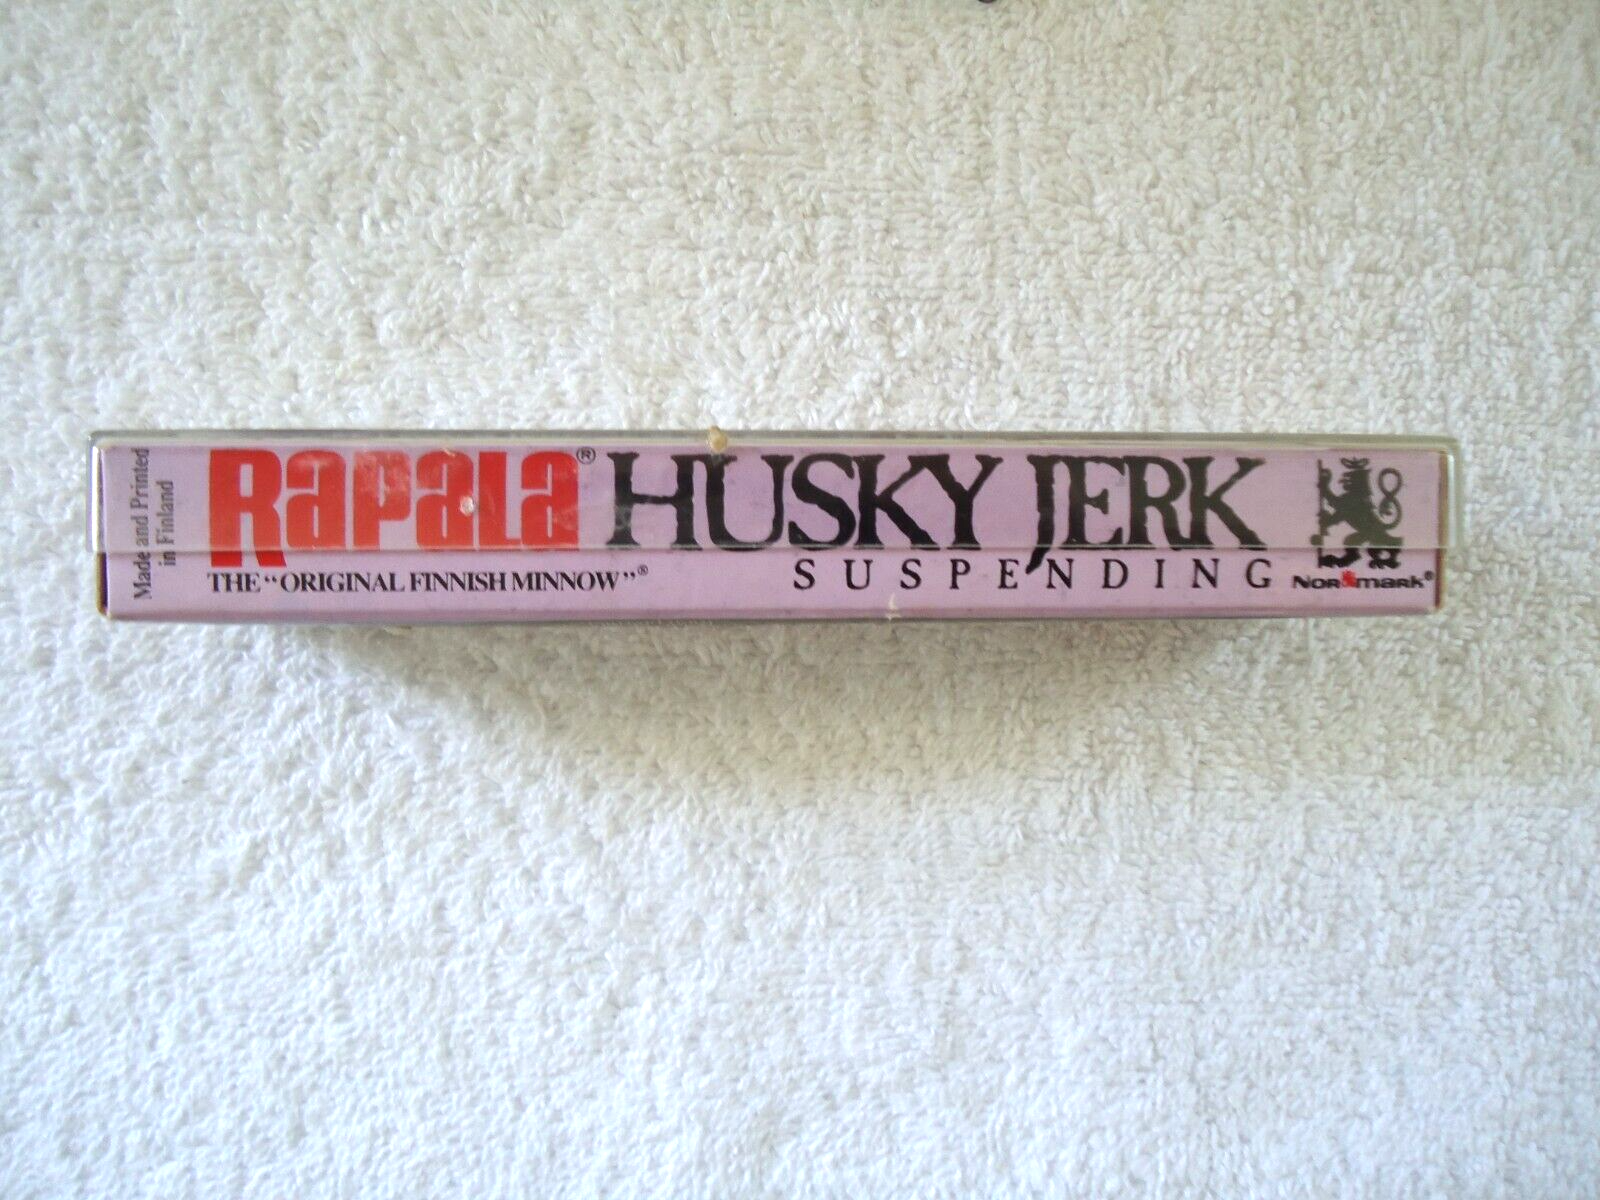 Made and Printed
in Finland
RAPALA® HUSKY JERK
THE "ORIGINAL FINNISH MINNOW"®
SUSPENDING
NORMARK®